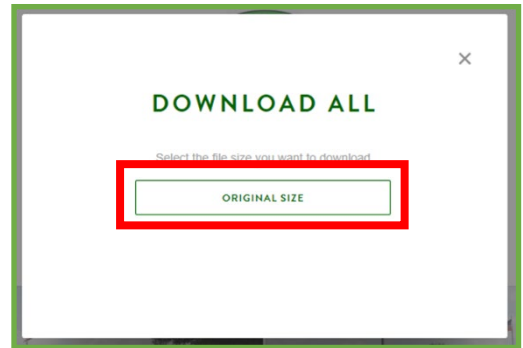 DOWNLOAD ALL
Select the file size you want to download
ORIGINAL SIZE